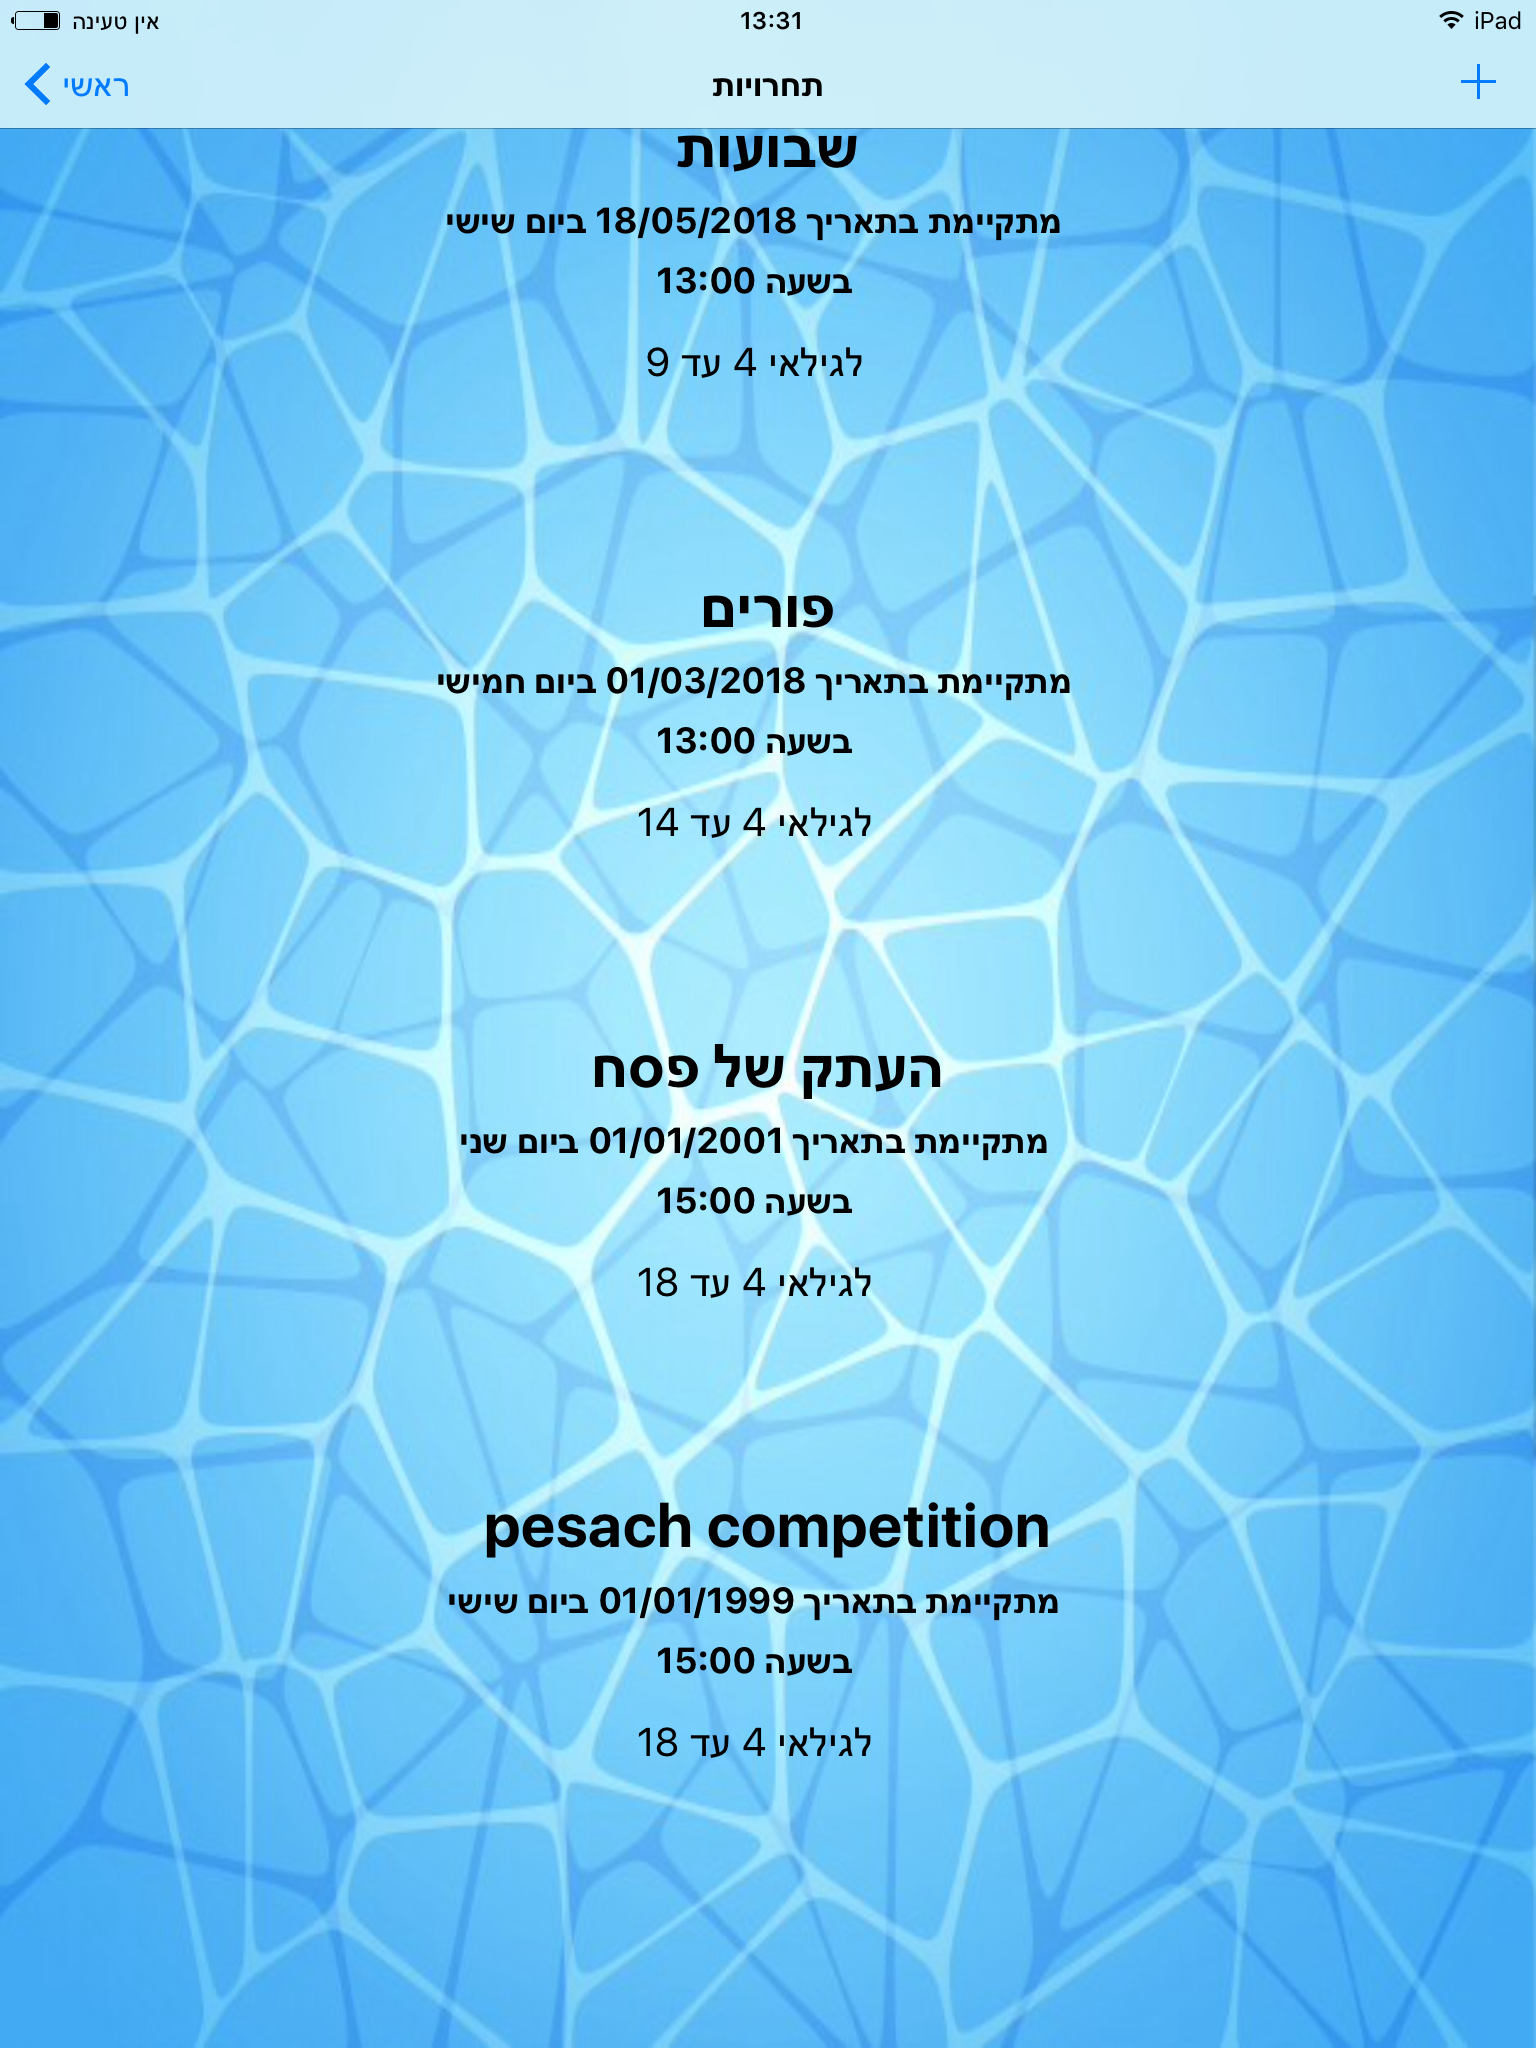 אין טעינה
13:31
iPad
ראשי
תחרויות
שבועות
מתקיימת בתאריך 18/05/2018 ביום שישי
בשעה 13:00
לגילאי 4 עד 9
פורים
מתקיימת בתאריך 01/03/2018 ביום חמישי
בשעה 13:00
לגילאי 4 עד 14
העתק של פסח
מתקיימת בתאריך 01/01/2001 ביום שני
בשעה 15:00
לגילאי 4 עד 18
pesach competition
מתקיימת בתאריך 01/01/1999 ביום שישי
בשעה 15:00
לגילאי 4 עד 18